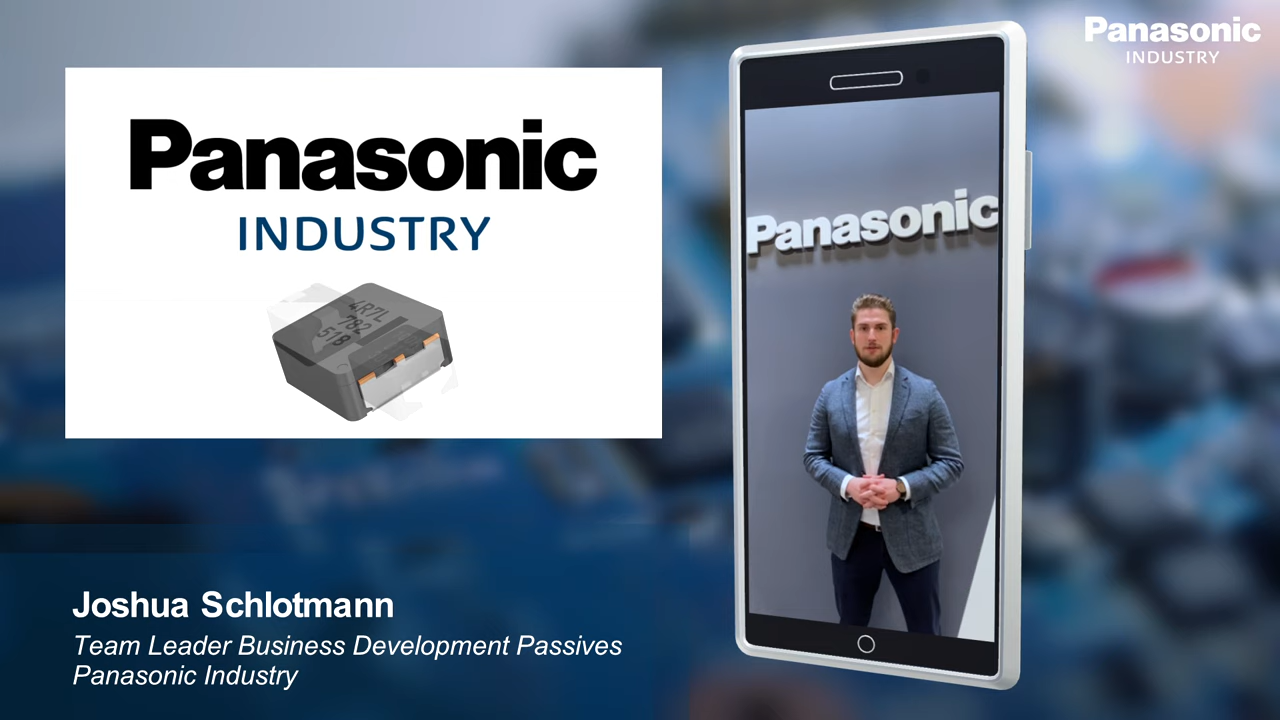 Panasonic
INDUSTRY
Panasonic
INDUSTRY
4R7L
782
518
Panasonic
Joshua Schlotmann
Team Leader Business Development Passives
Panasonic Industry